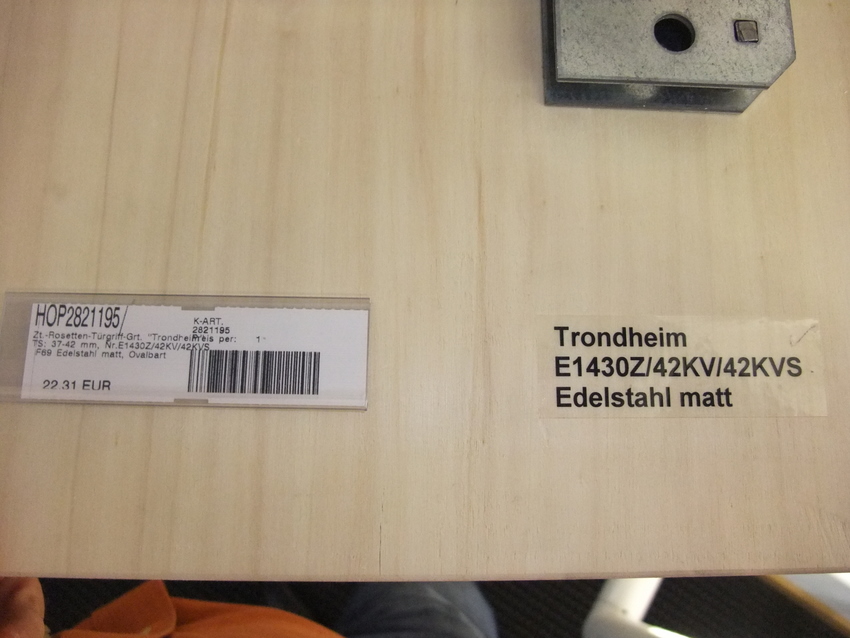 HOP2821195/
K-ART.
2821195
Zt.-Rosetten-Türgriff-Grt. "Trondheim Preis per: 1
TS: 37-42 mm, Nr.E1430Z/42KV/42KVS
F69 Edelstahl matt, Ovalbart
22.31 EUR
Trondheim
E1430Z/42KV/42KVS
Edelstahl matt